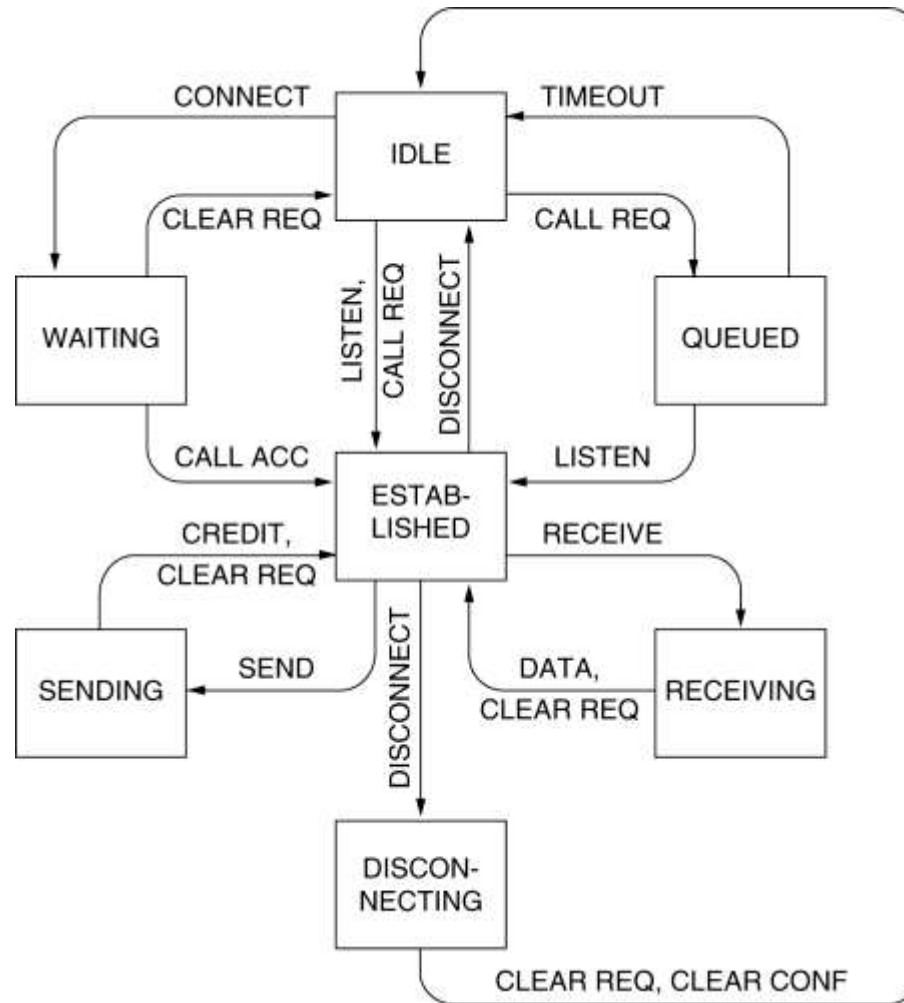 CONNECT
TIMEOUT
IDLE
CLEAR REQ
CALL REQ
LISTEN,
CALL REQ
DISCONNECT
WAITING
QUEUED
CALL ACC
LISTEN
ESTAB-
LISHED
CREDIT,
CLEAR REQ
RECEIVE
SENDING
SEND
DISCONNECT
DATA,
CLEAR REQ
RECEIVING
DISCON-
NECTING
CLEAR REQ, CLEAR CONF